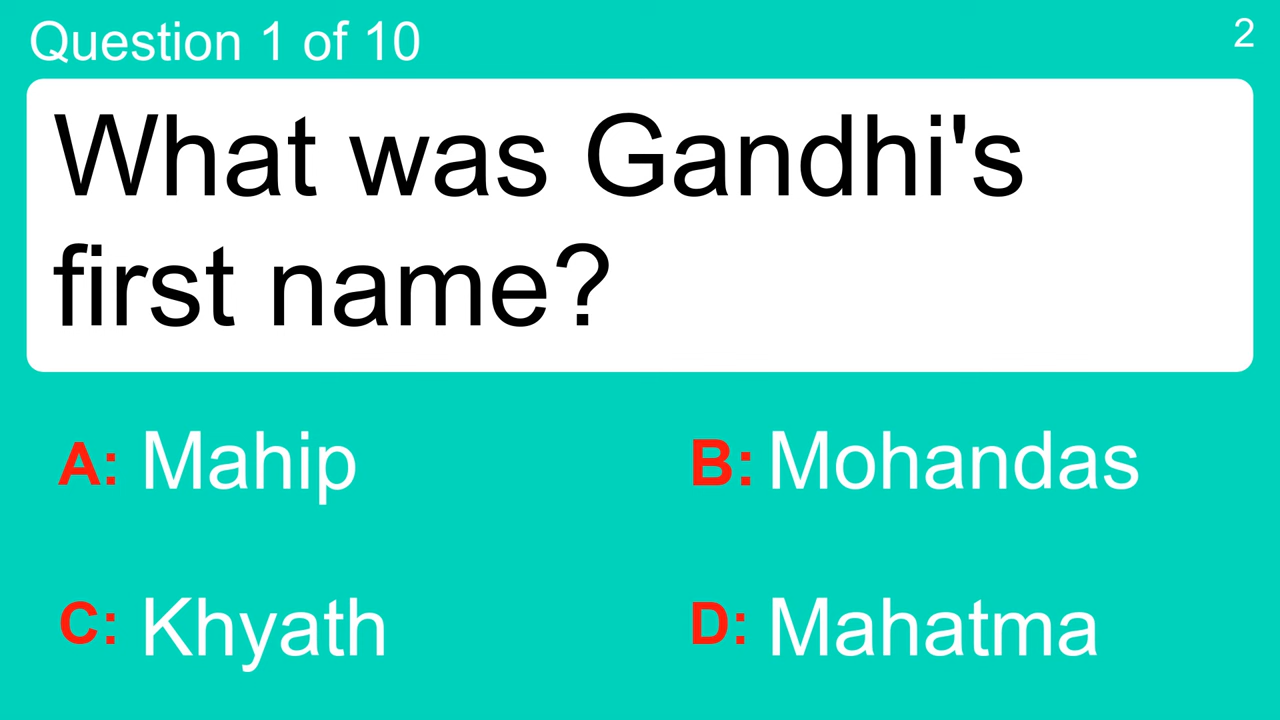 Question 1 of 10
2
What was Gandhi's
first name?
A: Mahip
B: Mohandas
C: Khyath
D: Mahatma